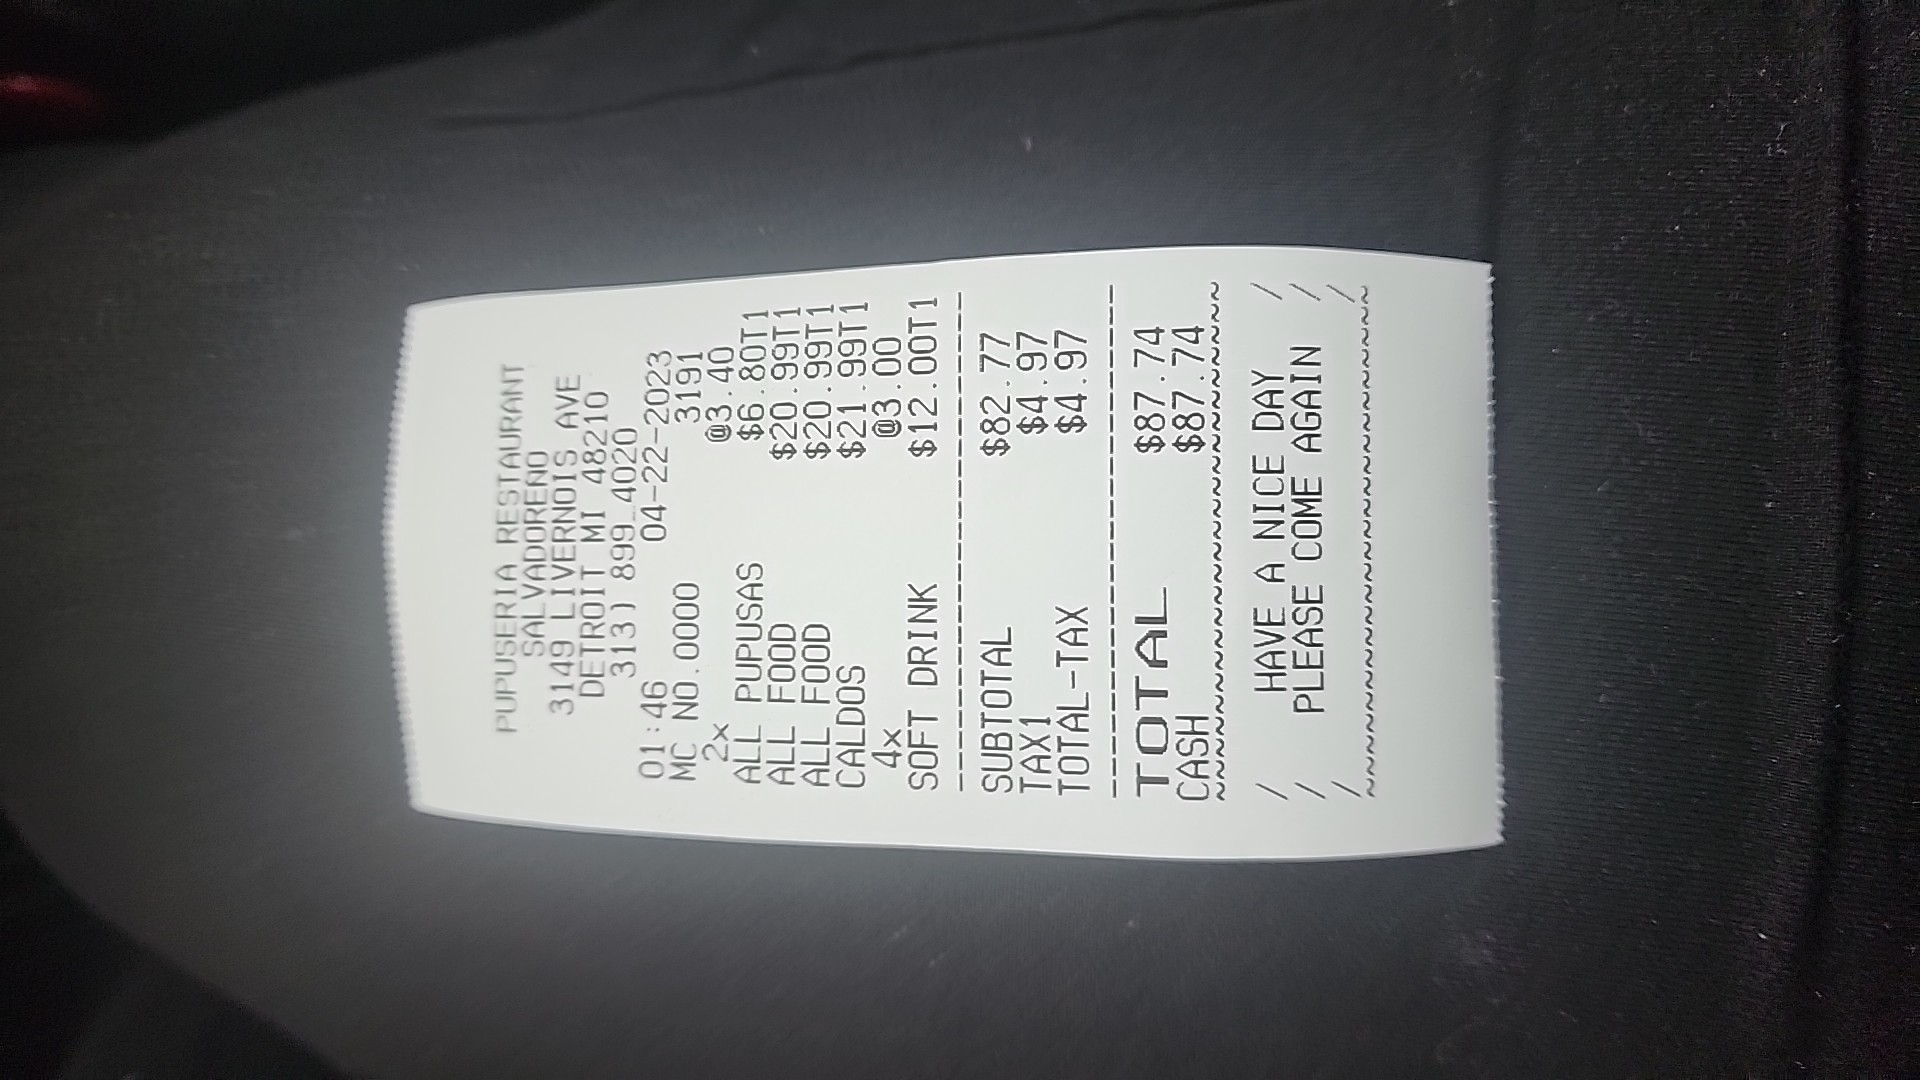 PUPUSERIA RESTAURANT
SALVADORENO
3149 LIVERNOIS AVE
DETROIT MI 48210
313) 899_4020
01:46 04-22-2023
MC NO.0000 3191
2x @3.40
ALL PUPUSAS $6.80T1
ALL FOOD $20.99T1
ALL FOOD $20.99T1
CALDOS $21.99T1
4x @3.00
SOFT DRINK $12.00T1
--------------------------------
SUBTOTAL $82.77
TAX1 $4.97
TOTAL-TAX $4.97
--------------------------------
TOTAL $87.74
CASH $87.74
~~~~~~~~~~~~~~~~~~~~~~~~~~~~~~~~
/ HAVE A NICE DAY /
/ PLEASE COME AGAIN /
/ /
~~~~~~~~~~~~~~~~~~~~~~~~~~~~~~~~